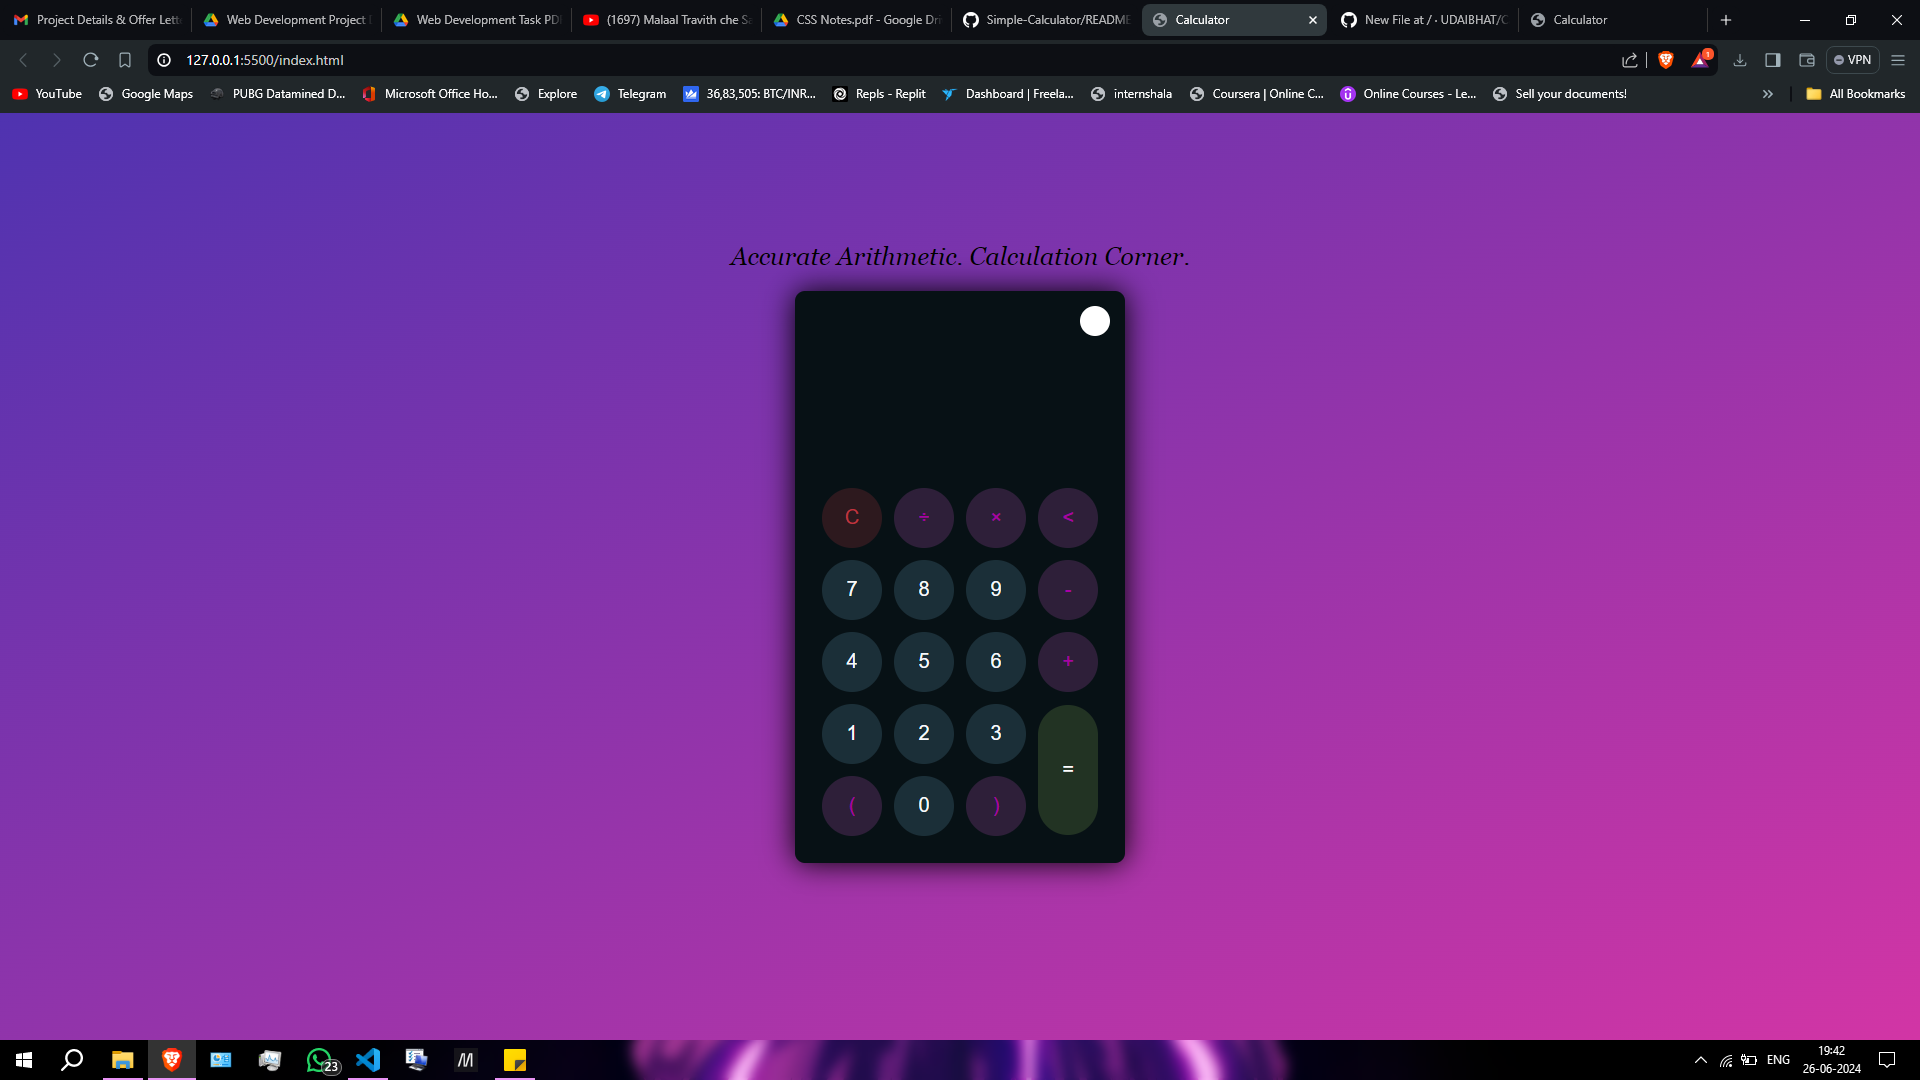 Project Details & Offer Lett
Web Development Project
Web Development Task PD
(1697) Malaal Travith che Sa
CSS Notes.pdf - Google Dri
Simple-Calculator/README
Calculator
New File at / · UDAIBHAT/C
Calculator
127.0.0.1:5500/index.html
1
VPN
YouTube
Google Maps
PUBG Datamined D...
Microsoft Office Ho...
Explore
Telegram
36,83,505: BTC/INR...
Repls - Replit
Dashboard | Freela...
internshala
Coursera | Online C...
Online Courses - Le...
Sell your documents!
All Bookmarks
Accurate Arithmetic. Calculation Corner.
C ÷ × <
7 8 9 -
4 5 6 +
1 2 3
=
( 0 )
23
ENG
19:42
26-06-2024